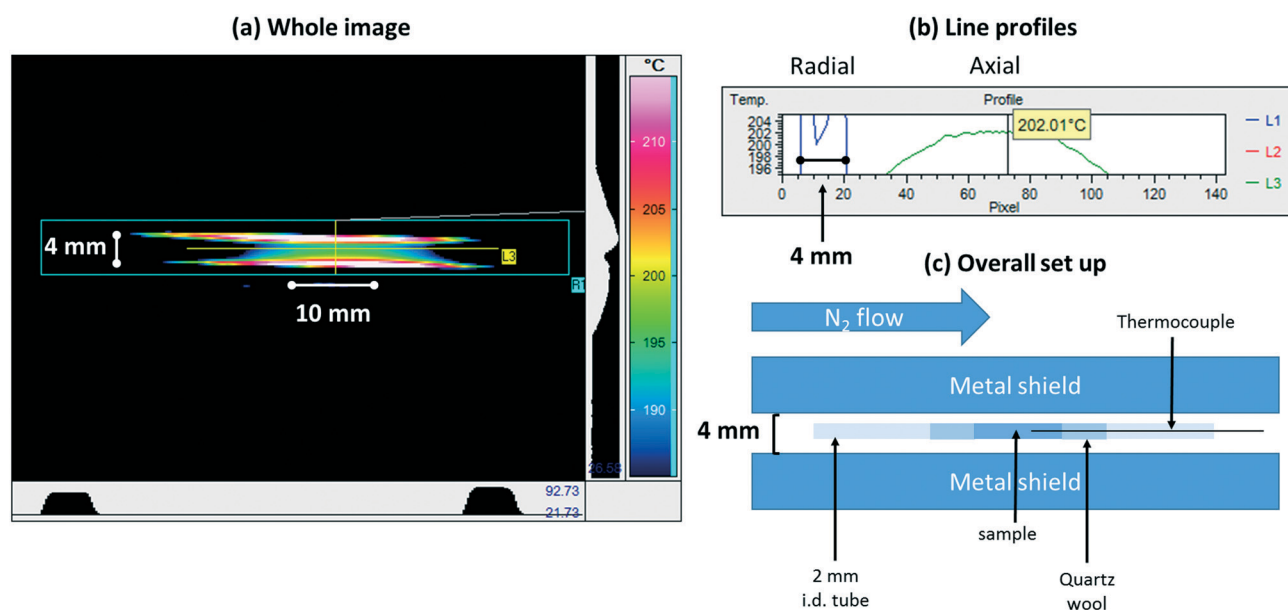 (a) Whole image
°C
210
205
200
195
190
4 mm
L3
R1
10 mm
26.58
92.73
21.73
(b) Line profiles
Radial
Axial
Temp.
Profile
204
202
200
198
196
202.01°C
L1
L2
L3
0 20 40 60 80 100 120 140
Pixel
4 mm
(c) Overall set up
N₂ flow
Thermocouple
Metal shield
4 mm
Metal shield
sample
2 mm
i.d. tube
Quartz
wool